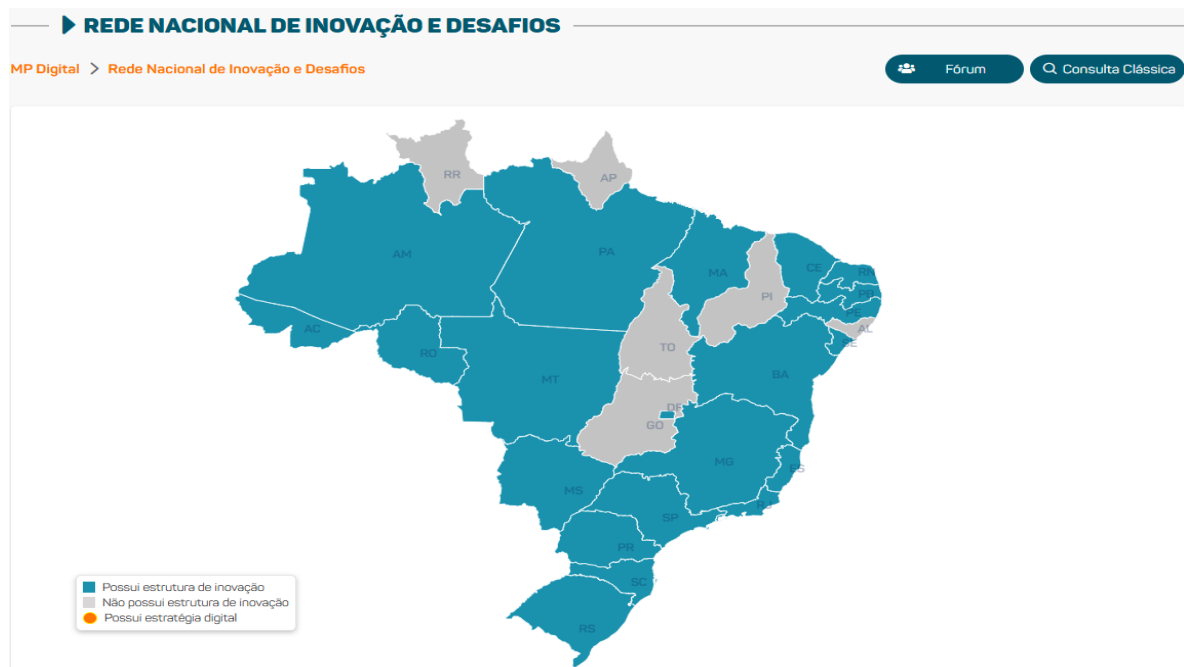 REDE NACIONAL DE INOVAÇÃO E DESAFIOS
MP Digital > Rede Nacional de Inovação e Desafios
Fórum
Consulta Clássica
RR
AP
AM
PA
MA
CE
RN
PB
PI
PE
AL
SE
AC
RO
TO
MT
BA
DF
GO
MG
ES
MS
RJ
SP
PR
SC
RS
Possui estrutura de inovação
Não possui estrutura de inovação
Possui estratégia digital